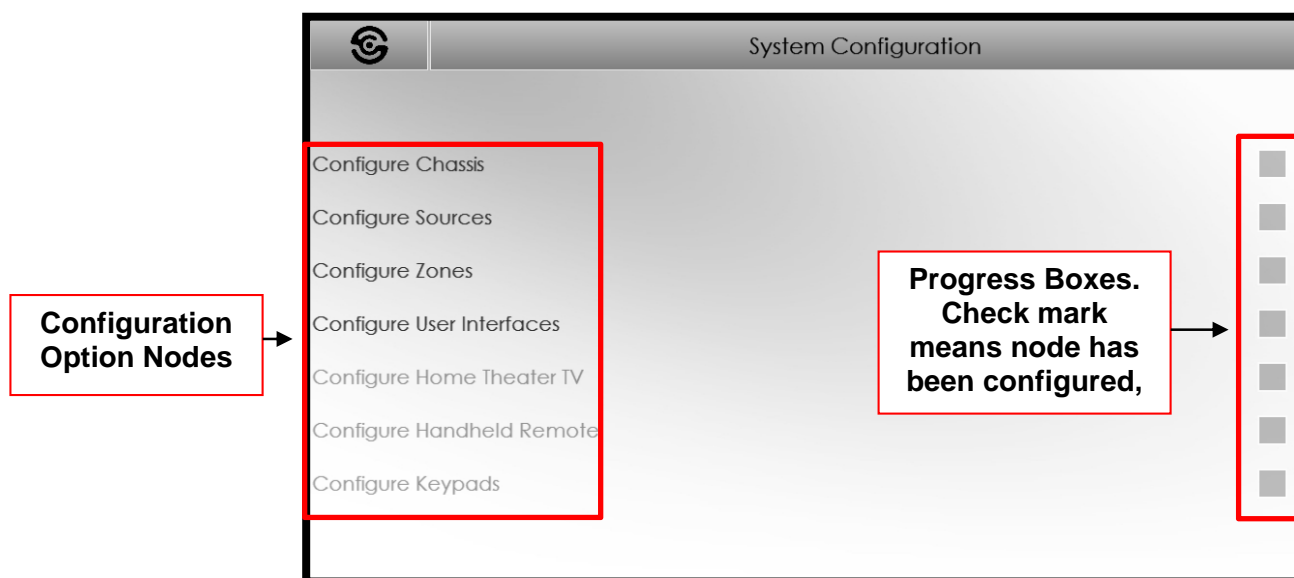 System Configuration
Configure Chassis
Configure Sources
Configure Zones
Configure User Interfaces
Configure Home Theater TV
Configure Handheld Remote
Configure Keypads
Configuration
Option Nodes
Progress Boxes.
Check mark
means node has
been configured,